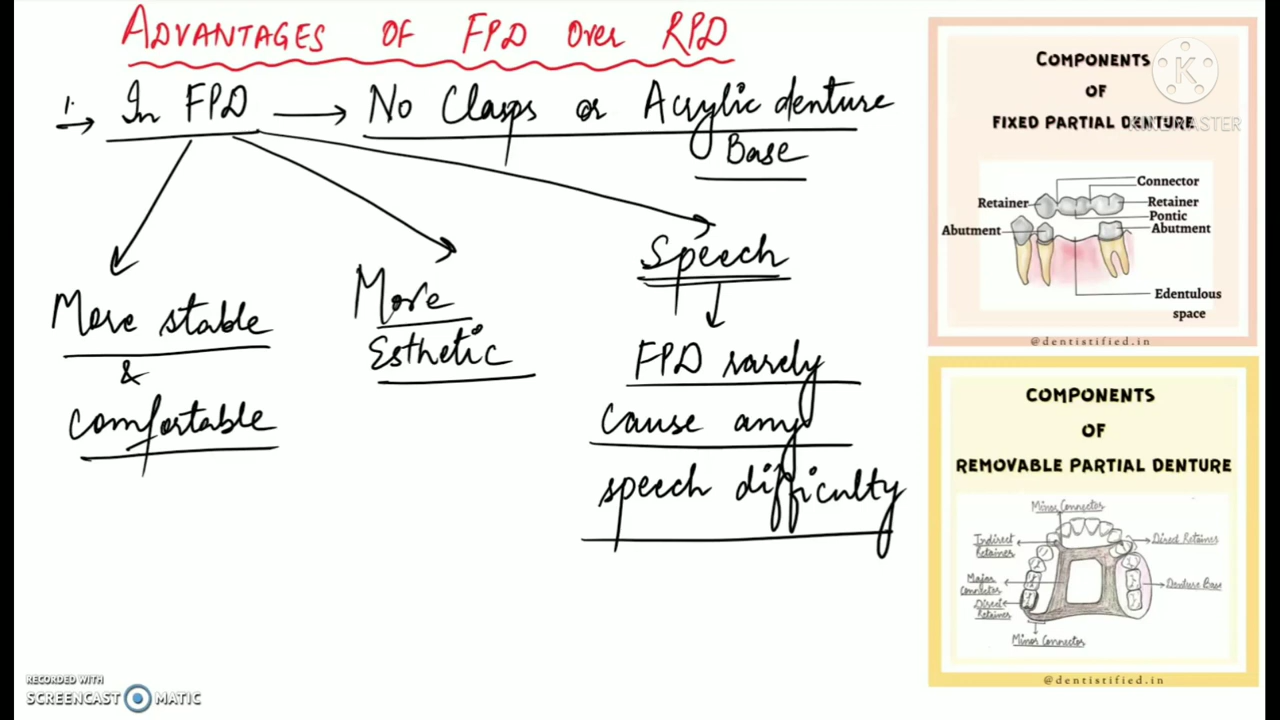 ADVANTAGES OF FPD Over RPD
1. In FPD → No Clasps or Acrylic denture
Base
More stable
&
comfortable
More
Esthetic
Speech
FPD rarely
cause any
speech difficulty
COMPONENTS
OF
FIXED PARTIAL DENTURE
K
KINEMASTER
Connector
Retainer
Retainer
Pontic
Abutment
Abutment
Edentulous
space
@dentistified.in
COMPONENTS
OF
REMOVABLE PARTIAL DENTURE
Minor Connector
Indirect
Retainer
Direct Retainer
Major
Connector
Denture Base
Direct
Retainer
Minor Connector
@dentistified.in
RECORDED WITH
SCREENCAST MATIC